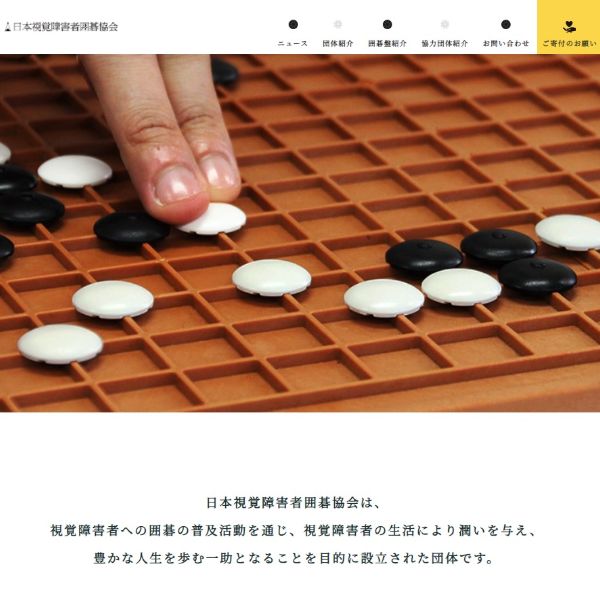 日本視覚障害者囲碁協会
ニュース
団体紹介
囲碁盤紹介
協力団体紹介
お問い合わせ
ご寄付のお願い
日本視覚障害者囲碁協会は、
視覚障害者への囲碁の普及活動を通じ、視覚障害者の生活により潤いを与え、
豊かな人生を歩む一助となることを目的に設立された団体です。